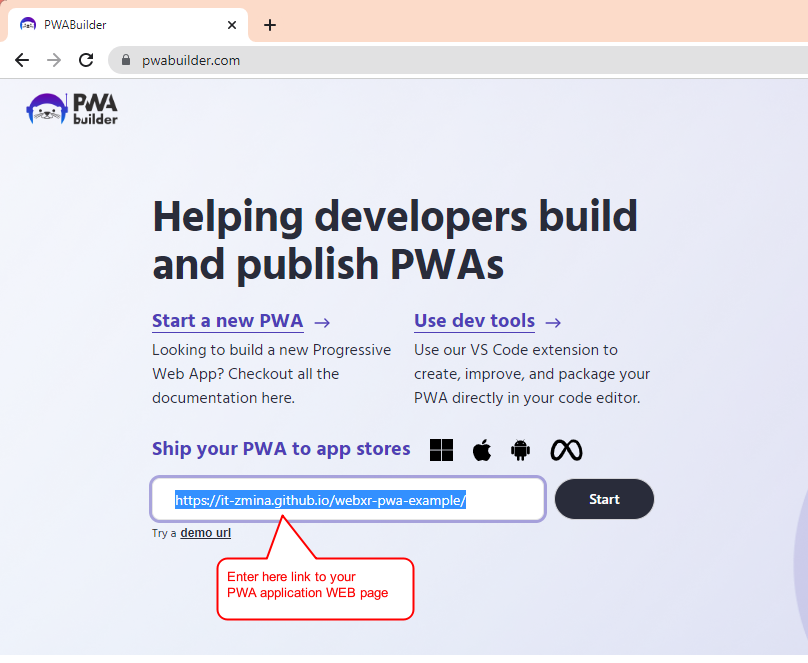 PWABuilder
pwabuilder.com
PWA
builder
Helping developers build
and publish PWAs
Start a new PWA →
Looking to build a new Progressive
Web App? Checkout all the
documentation here.
Use dev tools →
Use our VS Code extension to
create, improve, and package your
PWA directly in your code editor.
Ship your PWA to app stores
https://it-zmina.github.io/webxr-pwa-example/
Start
Try a demo url
Enter here link to your
PWA application WEB page